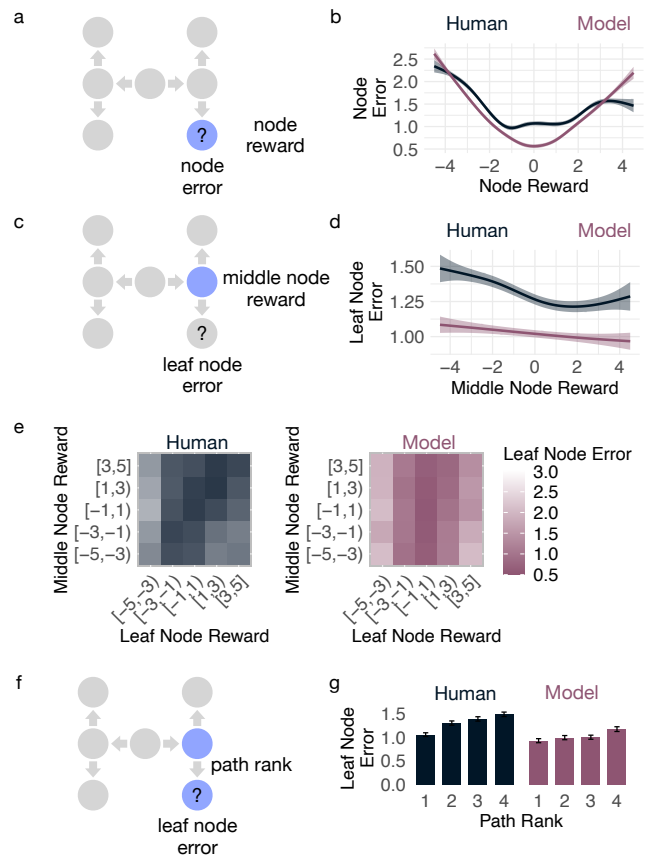 a
?
node
reward
node
error
b
Human
Model
Node
Error
2.5
2.0
1.5
1.0
0.5
−4
−2
0
2
4
Node Reward
c
middle node
reward
?
leaf node
error
d
Human
Model
Leaf Node
Error
1.50
1.25
1.00
−4
−2
0
2
4
Middle Node Reward
e
Human
Middle Node Reward
[3,5]
[1,3)
[−1,1)
[−3,−1)
[−5,−3)
[−5,−3)
[−3,−1)
[−1,1)
[1,3)
[3,5]
Leaf Node Reward
Model
Middle Node Reward
[3,5]
[1,3)
[−1,1)
[−3,−1)
[−5,−3)
[−5,−3)
[−3,−1)
[−1,1)
[1,3)
[3,5]
Leaf Node Reward
Leaf Node Error
3.0
2.5
2.0
1.5
1.0
0.5
f
path rank
?
leaf node
error
g
Human
Model
Leaf Node
Error
1.5
1.0
0.5
0.0
1 2 3 4
1 2 3 4
Path Rank